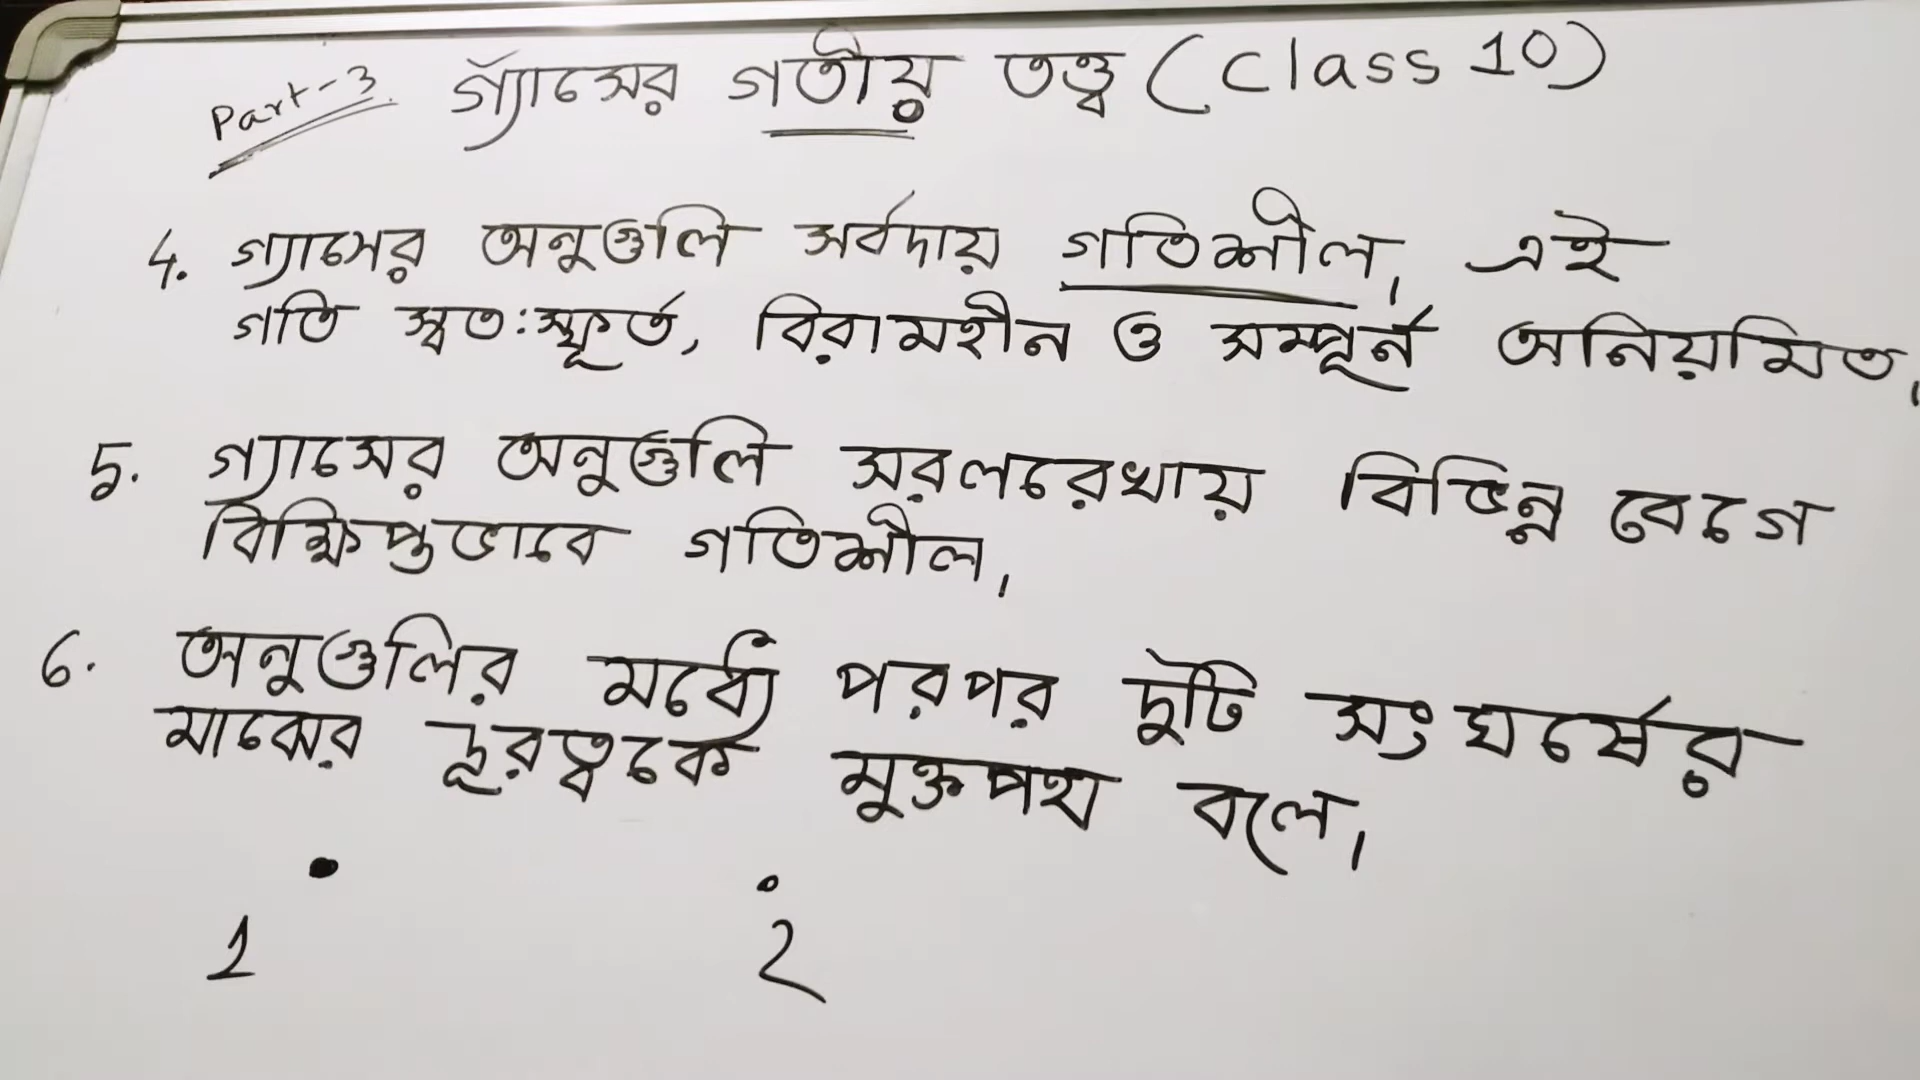 Part-3 গ্যাসের গতীয় তত্ত্ব (Class 10)
4. গ্যাসের অনুগুলি সর্বদায় গতিশীল। এই
গতি স্বতঃস্ফূর্ত, বিরামহীন ও সম্পূর্ন অনিয়মিত।
5. গ্যাসের অনুগুলি সরলরেখায় বিভিন্ন বেগে
বিক্ষিপ্তভাবে গতিশীল।
6. অনুগুলির মধ্যে পরপর দুটি সংঘর্ষের
মাঝের দূরত্বকে মুক্তপথ বলে।
1 2